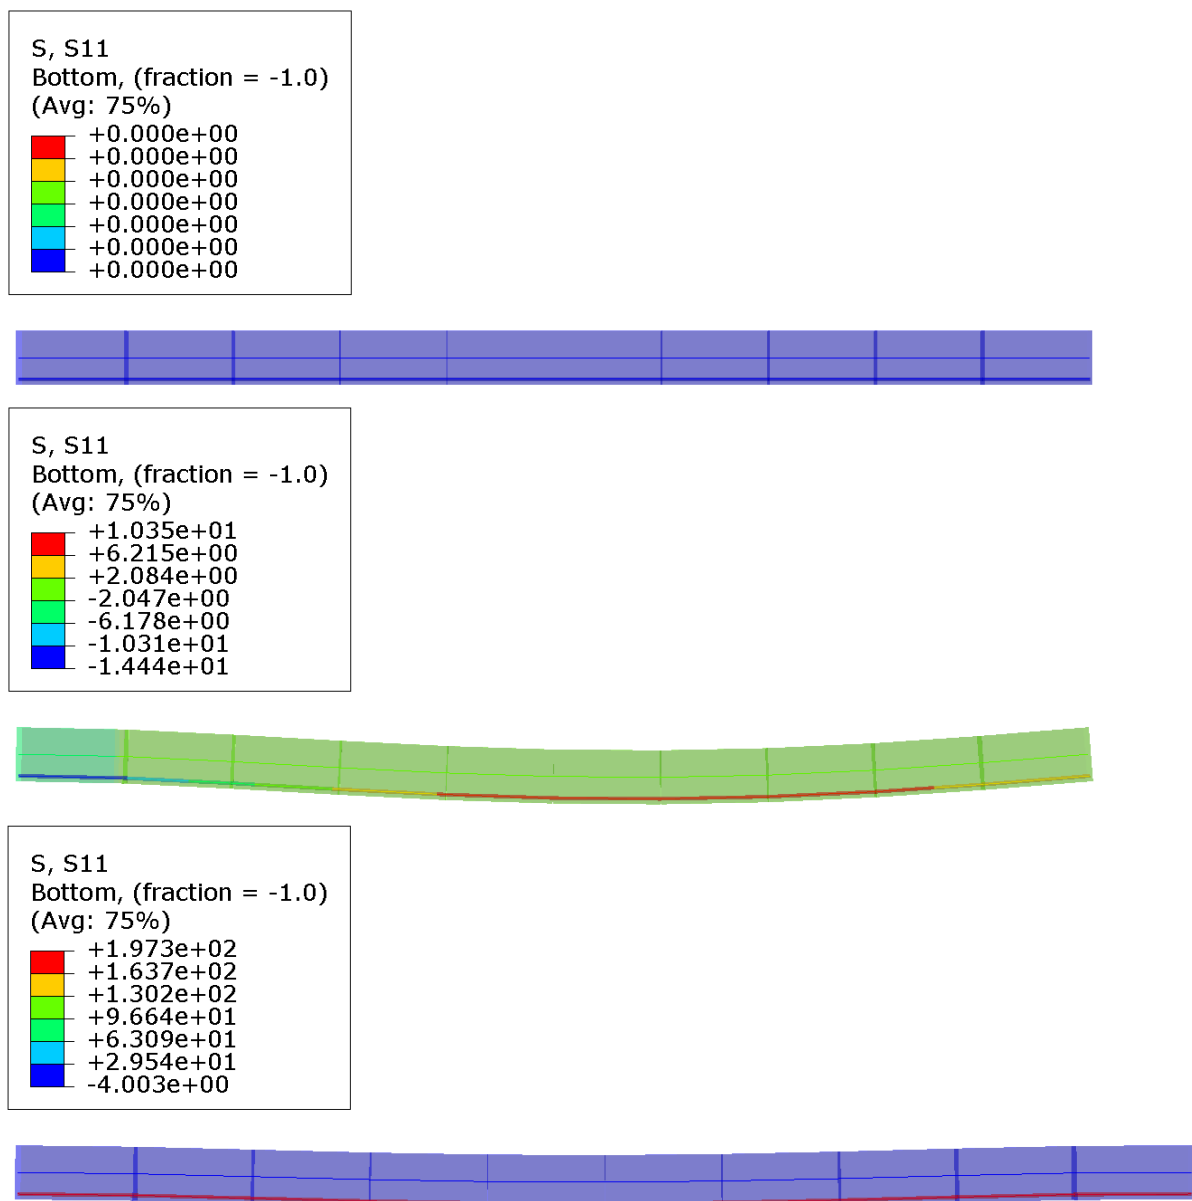 S, S11
Bottom, (fraction = -1.0)
(Avg: 75%)
+0.000e+00
+0.000e+00
+0.000e+00
+0.000e+00
+0.000e+00
+0.000e+00
+0.000e+00
S, S11
Bottom, (fraction = -1.0)
(Avg: 75%)
+1.035e+01
+6.215e+00
+2.084e+00
-2.047e+00
-6.178e+00
-1.031e+01
-1.444e+01
S, S11
Bottom, (fraction = -1.0)
(Avg: 75%)
+1.973e+02
+1.637e+02
+1.302e+02
+9.664e+01
+6.309e+01
+2.954e+01
-4.003e+00